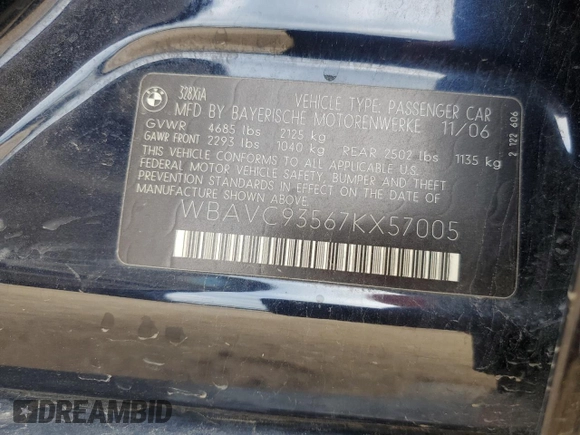 BMW
328XiA
VEHICLE TYPE: PASSENGER CAR
MFD BY BAYERISCHE MOTORENWERKE 11/06
GVWR 4685 lbs 2125 kg
GAWR FRONT 2293 lbs 1040 kg REAR 2502 lbs 1135 kg
THIS VEHICLE CONFORMS TO ALL APPLICABLE U.S.
FEDERAL MOTOR VEHICLE SAFETY, BUMPER AND THEFT
PREVENTION STANDARDS IN EFFECT ON THE DATE OF
MANUFACTURE SHOWN ABOVE.
WBAVC93567KX57005
2 122 606
DREAMBID